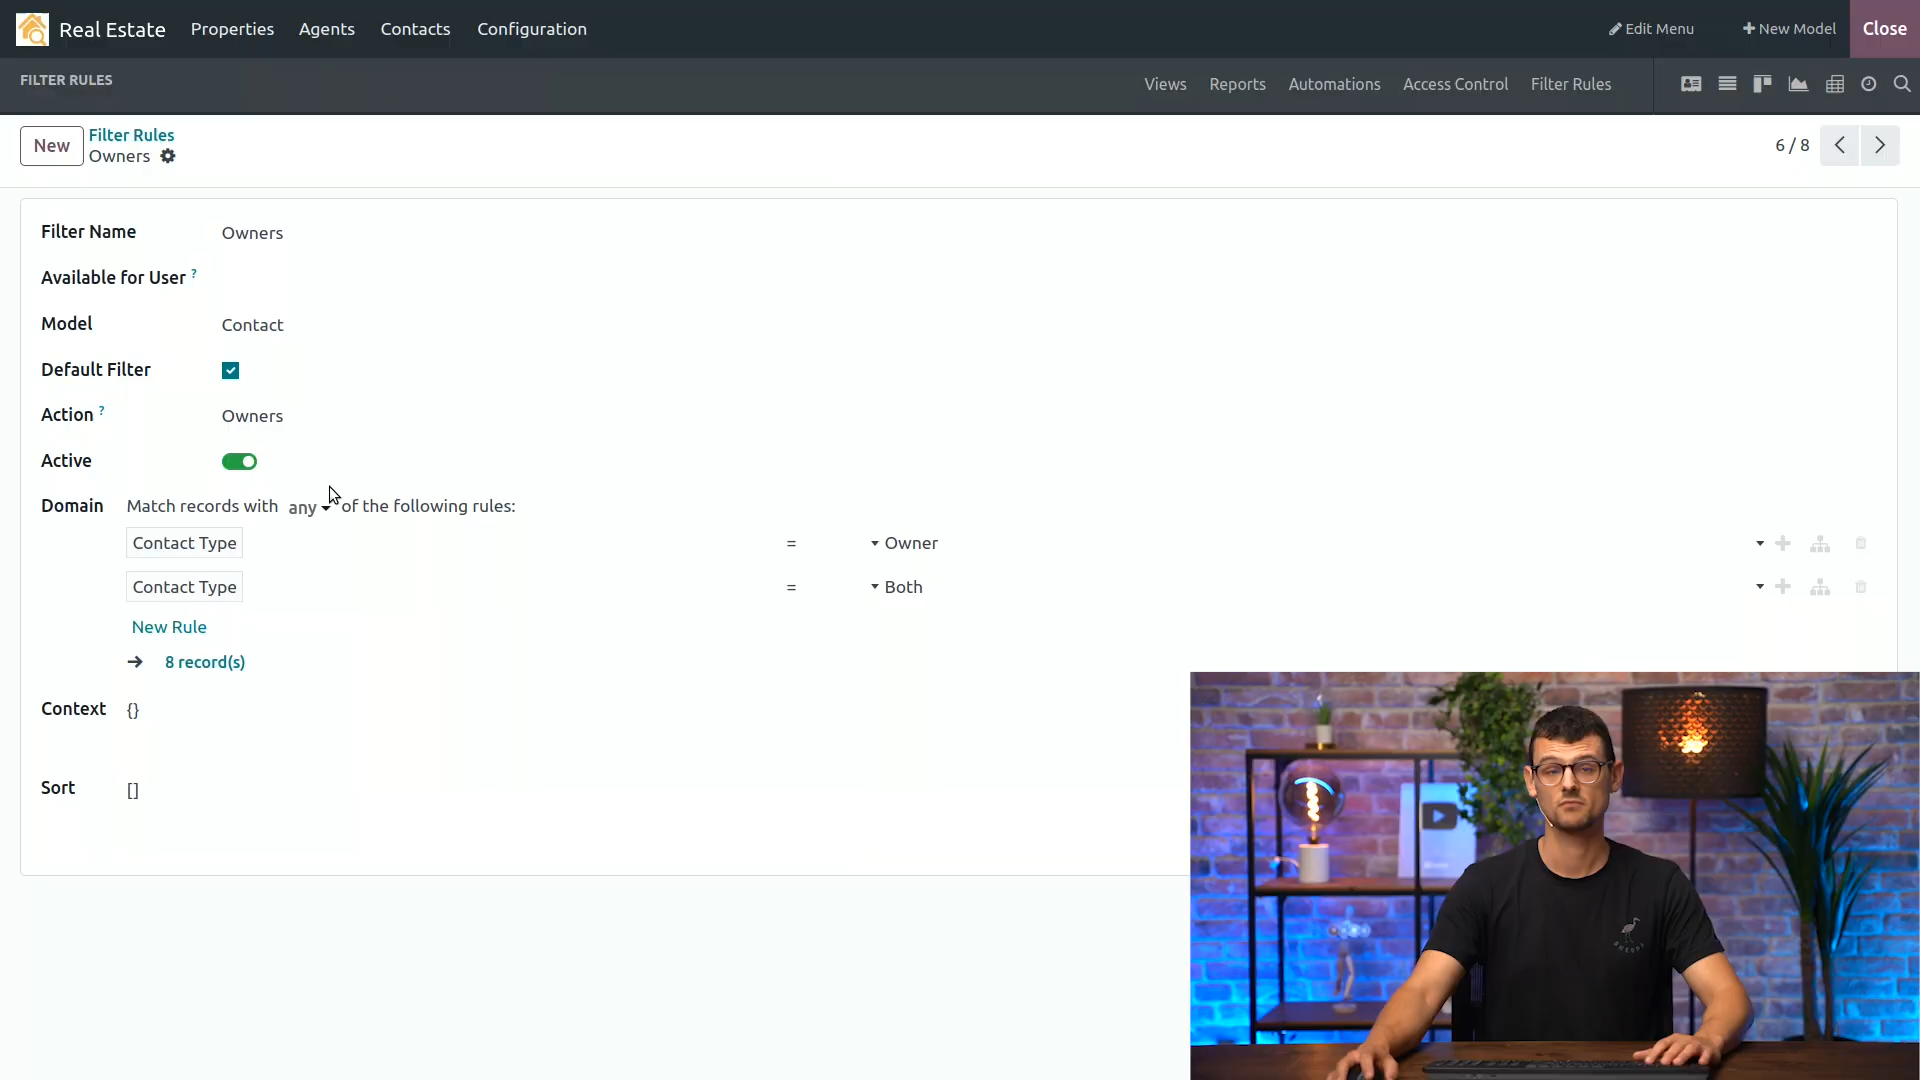 Real Estate Properties Agents Contacts Configuration Edit Menu New Model Close
FILTER RULES Views Reports Automations Access Control Filter Rules
New Filter Rules
Owners 6 / 8
Filter Name Owners
Available for User ?
Model Contact
Default Filter
Action ? Owners
Active
Domain Match records with any of the following rules:
Contact Type = Owner
Contact Type = Both
New Rule
8 record(s)
Context {}
Sort []